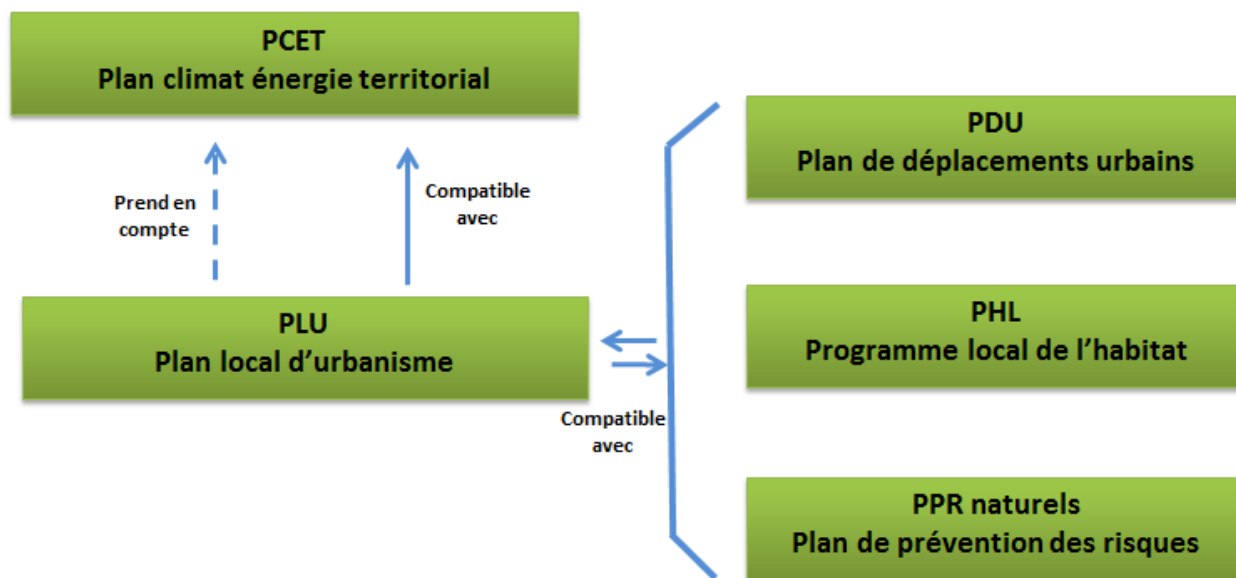 PCET
Plan climat énergie territorial
Prend en
compte
Compatible
avec
PLU
Plan local d’urbanisme
Compatible
avec
PDU
Plan de déplacements urbains
PHL
Programme local de l’habitat
PPR naturels
Plan de prévention des risques